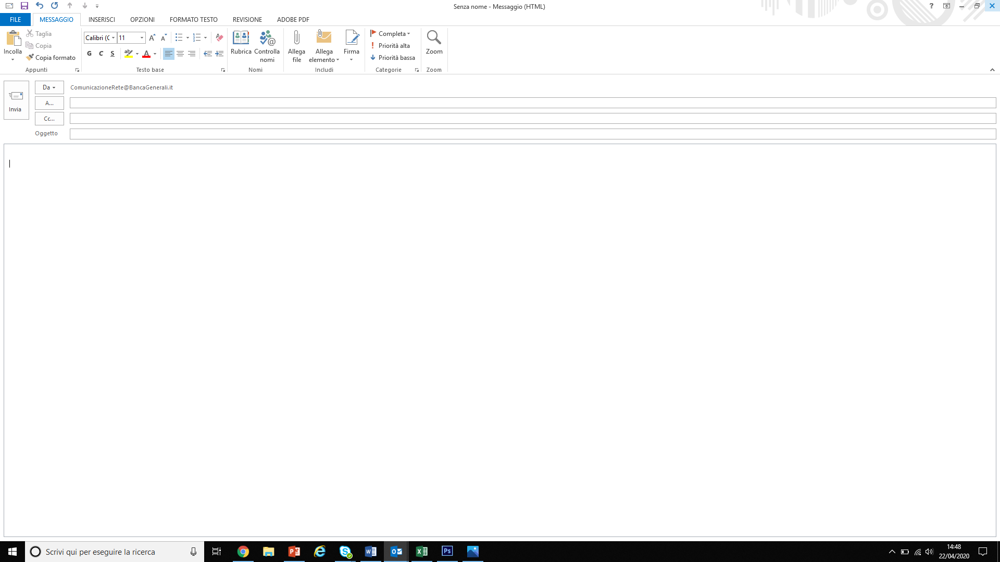 Senza nome - Messaggio (HTML)
FILE MESSAGGIO INSERISCI OPZIONI FORMATO TESTO REVISIONE ADOBE PDF
Incolla
Taglia
Copia
Copia formato
Appunti
Calibri (C 11
G C S
Testo base
Rubrica
Controlla
nomi
Nomi
Allega
file
Allega
elemento
Firma
Includi
Completa
Priorità alta
Priorità bassa
Categorie
Zoom
Zoom
Invia
Da ComunicazioneRete@BancaGenerali.it
A...
Cc...
Oggetto
Scrivi qui per eseguire la ricerca
14:48
22/04/2020